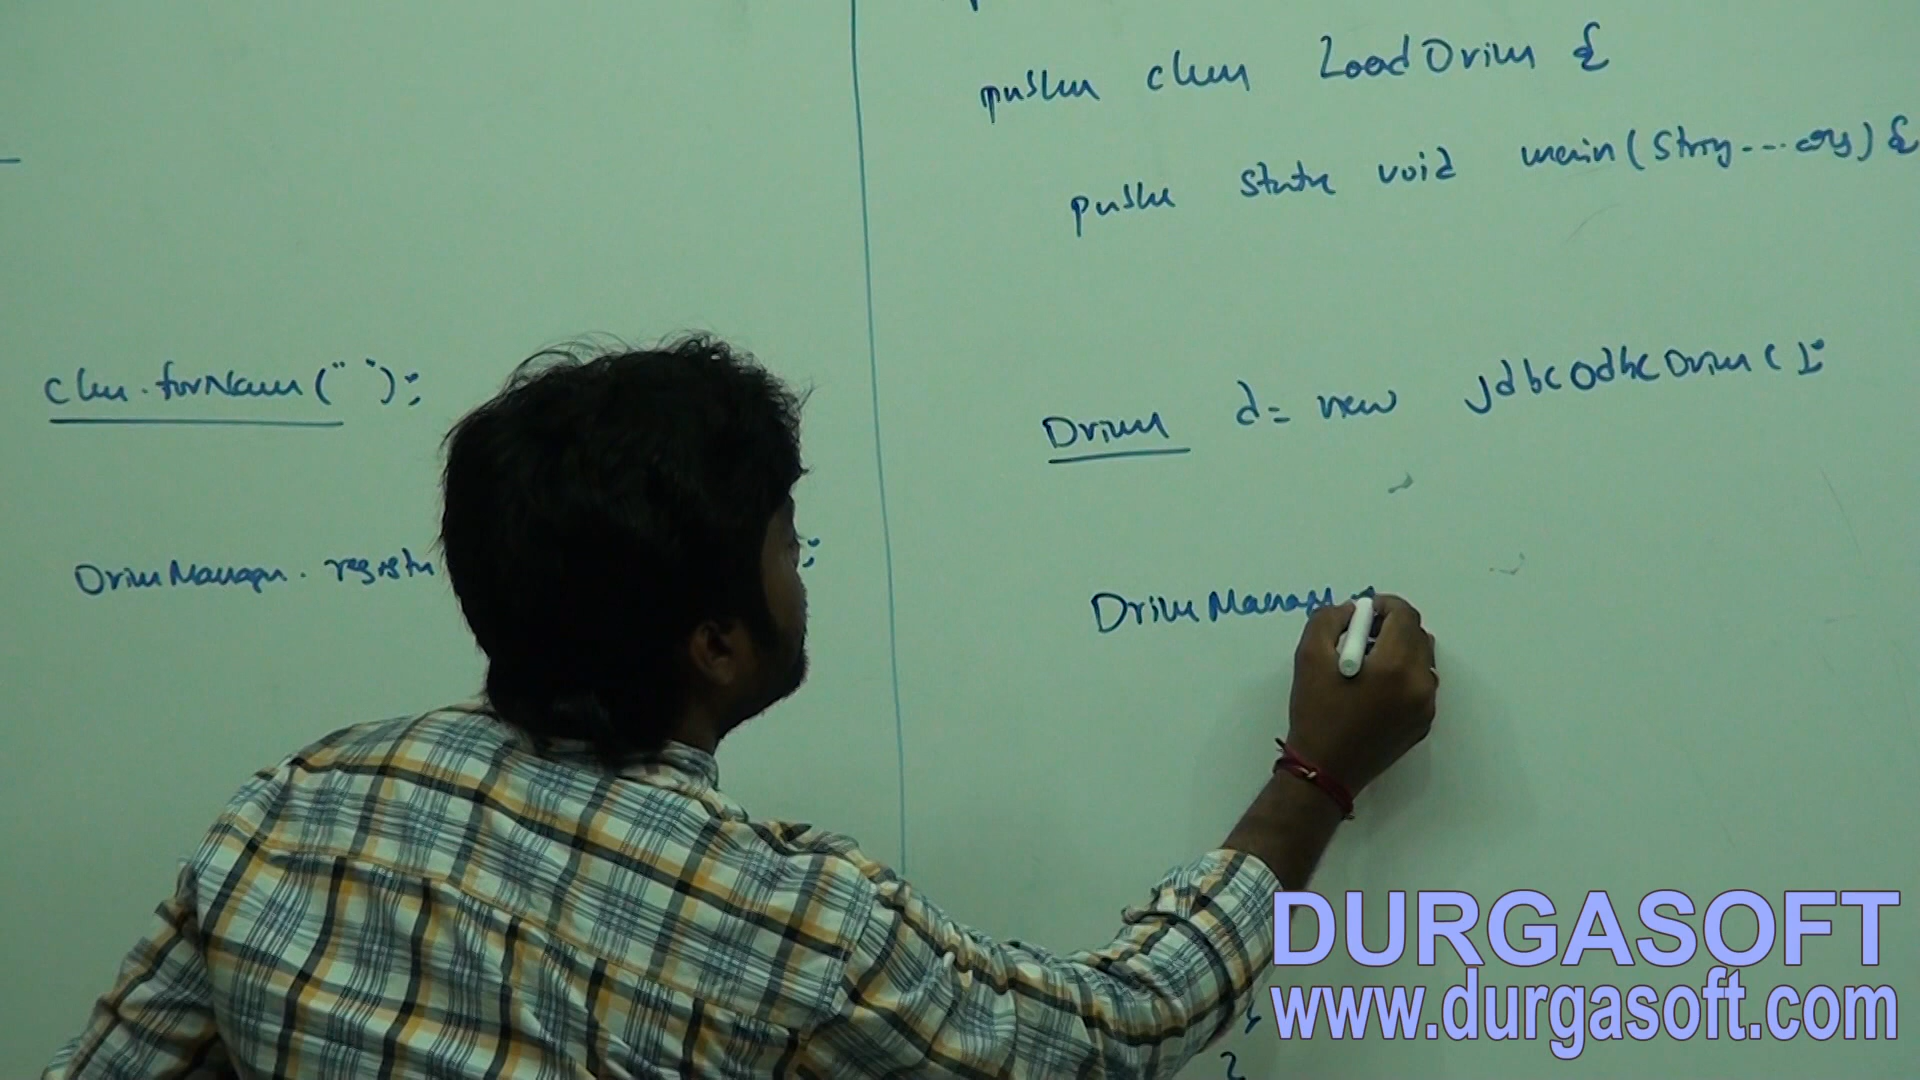 class.forName(" ");
DriverManager. registe
;
public class LoadDriver {
public static void main(String...args){
Driver d= new JdbcOdbcDriver();
DriverManager.
DURGASOFT
www.durgasoft.com